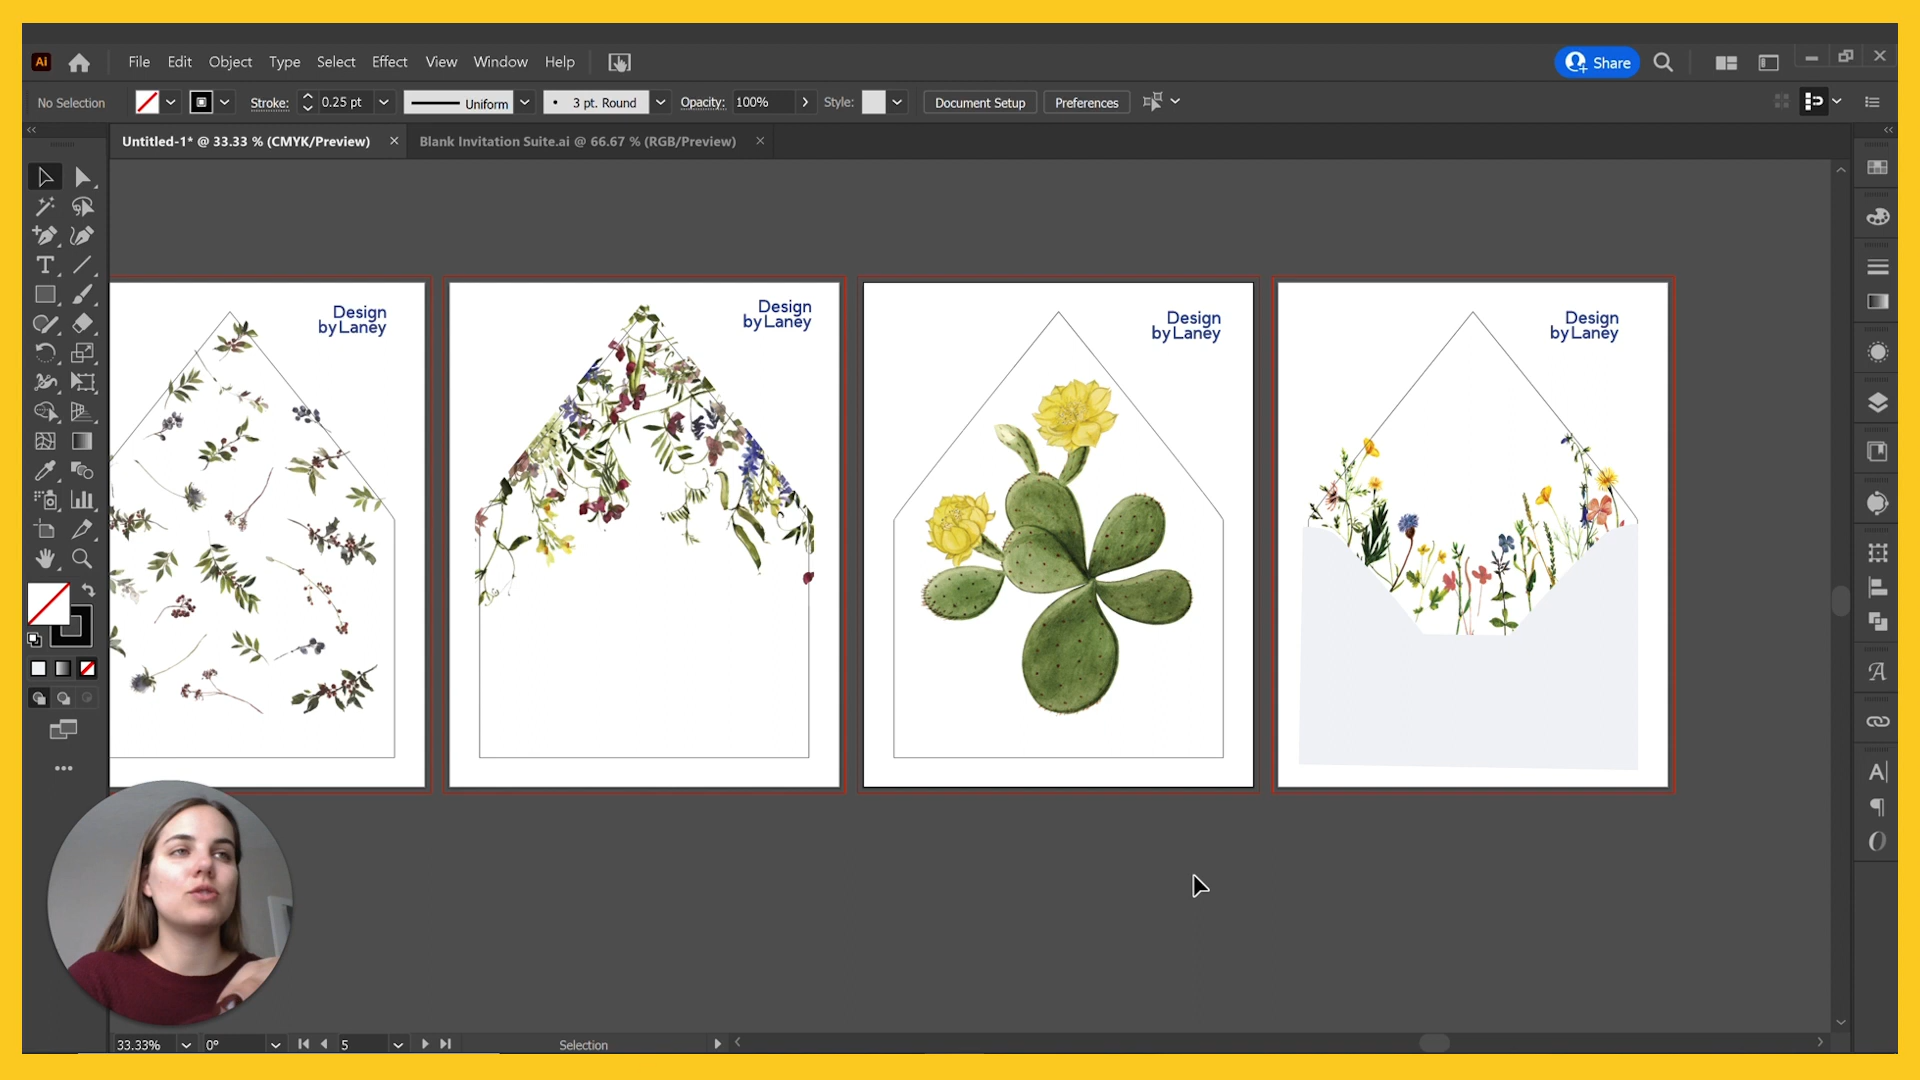 Ai File Edit Object Type Select Effect View Window Help Share
No Selection Stroke: 0.25 pt Uniform 3 pt. Round Opacity: 100% Style: Document Setup Preferences
Untitled-1* @ 33.33 % (CMYK/Preview) Blank Invitation Suite.ai @ 66.67 % (RGB/Preview)
Design
by Laney
Design
by Laney
Design
by Laney
Design
by Laney
33.33% 0° 5 Selection